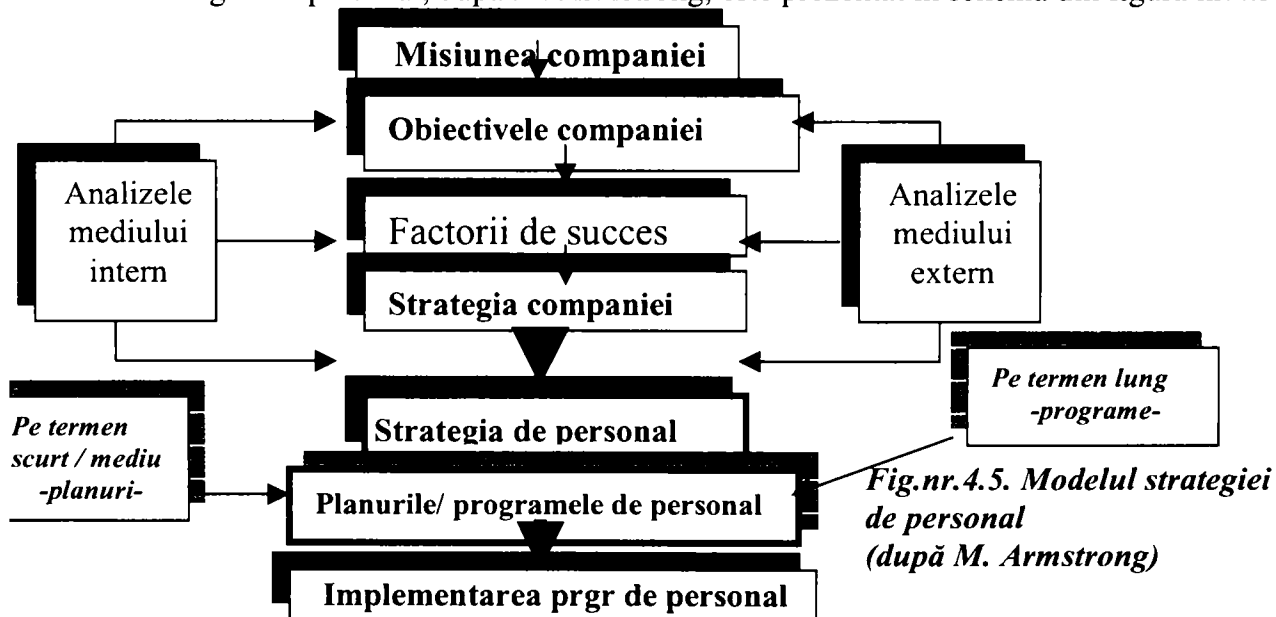 Misiunea companiei
Obiectivele companiei
Analizele
mediului
intern
Factorii de succes
Analizele
mediului
extern
Strategia companiei
Pe termen lung
-programe-
Strategia de personal
Pe termen
scurt / mediu
-planuri-
Planurile/ programele de personal
Fig.nr.4.5. Modelul strategiei
de personal
(după M. Armstrong)
Implementarea prgr de personal